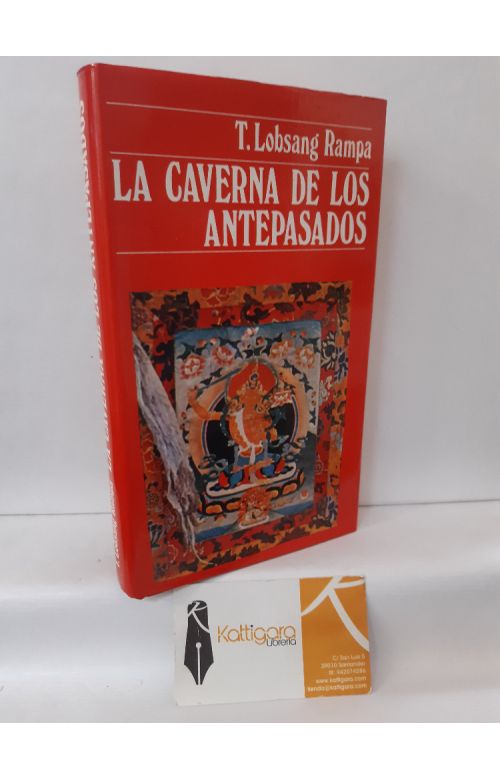 T. Lobsang Rampa
LA CAVERNA DE LOS
ANTEPASADOS
Kattigara
Librería
C/ San Luis 5
39010 Santander
www.kattigara.com
tienda@kattigara.com